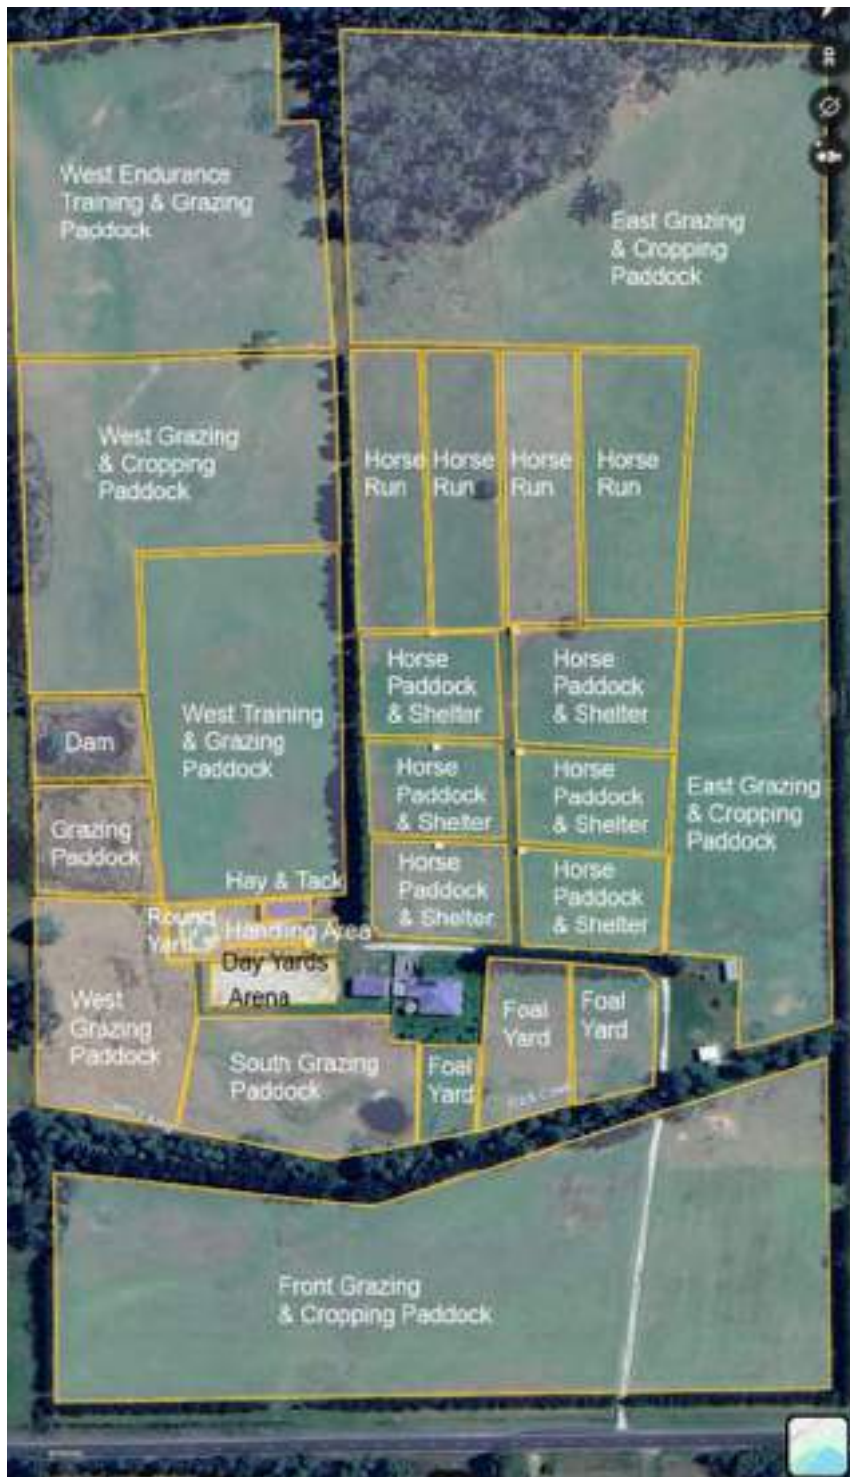 West Endurance
Training & Grazing
Paddock
East Grazing
& Cropping
Paddock
West Grazing
& Cropping
Paddock
Horse
Run
Horse
Run
Horse
Run
Horse
Run
Horse
Paddock
& Shelter
Horse
Paddock
& Shelter
West Training
& Grazing
Paddock
Dam
Horse
Paddock
& Shelter
Horse
Paddock
& Shelter
East Grazing
& Cropping
Paddock
Grazing
Paddock
Horse
Paddock
& Shelter
Horse
Paddock
& Shelter
Hay & Tack
Round
Yard
Handling Area
Day Yards
Arena
West
Grazing
Paddock
Foal
Yard
Foal
Yard
South Grazing
Paddock
Foal
Yard
Front Grazing
& Cropping Paddock